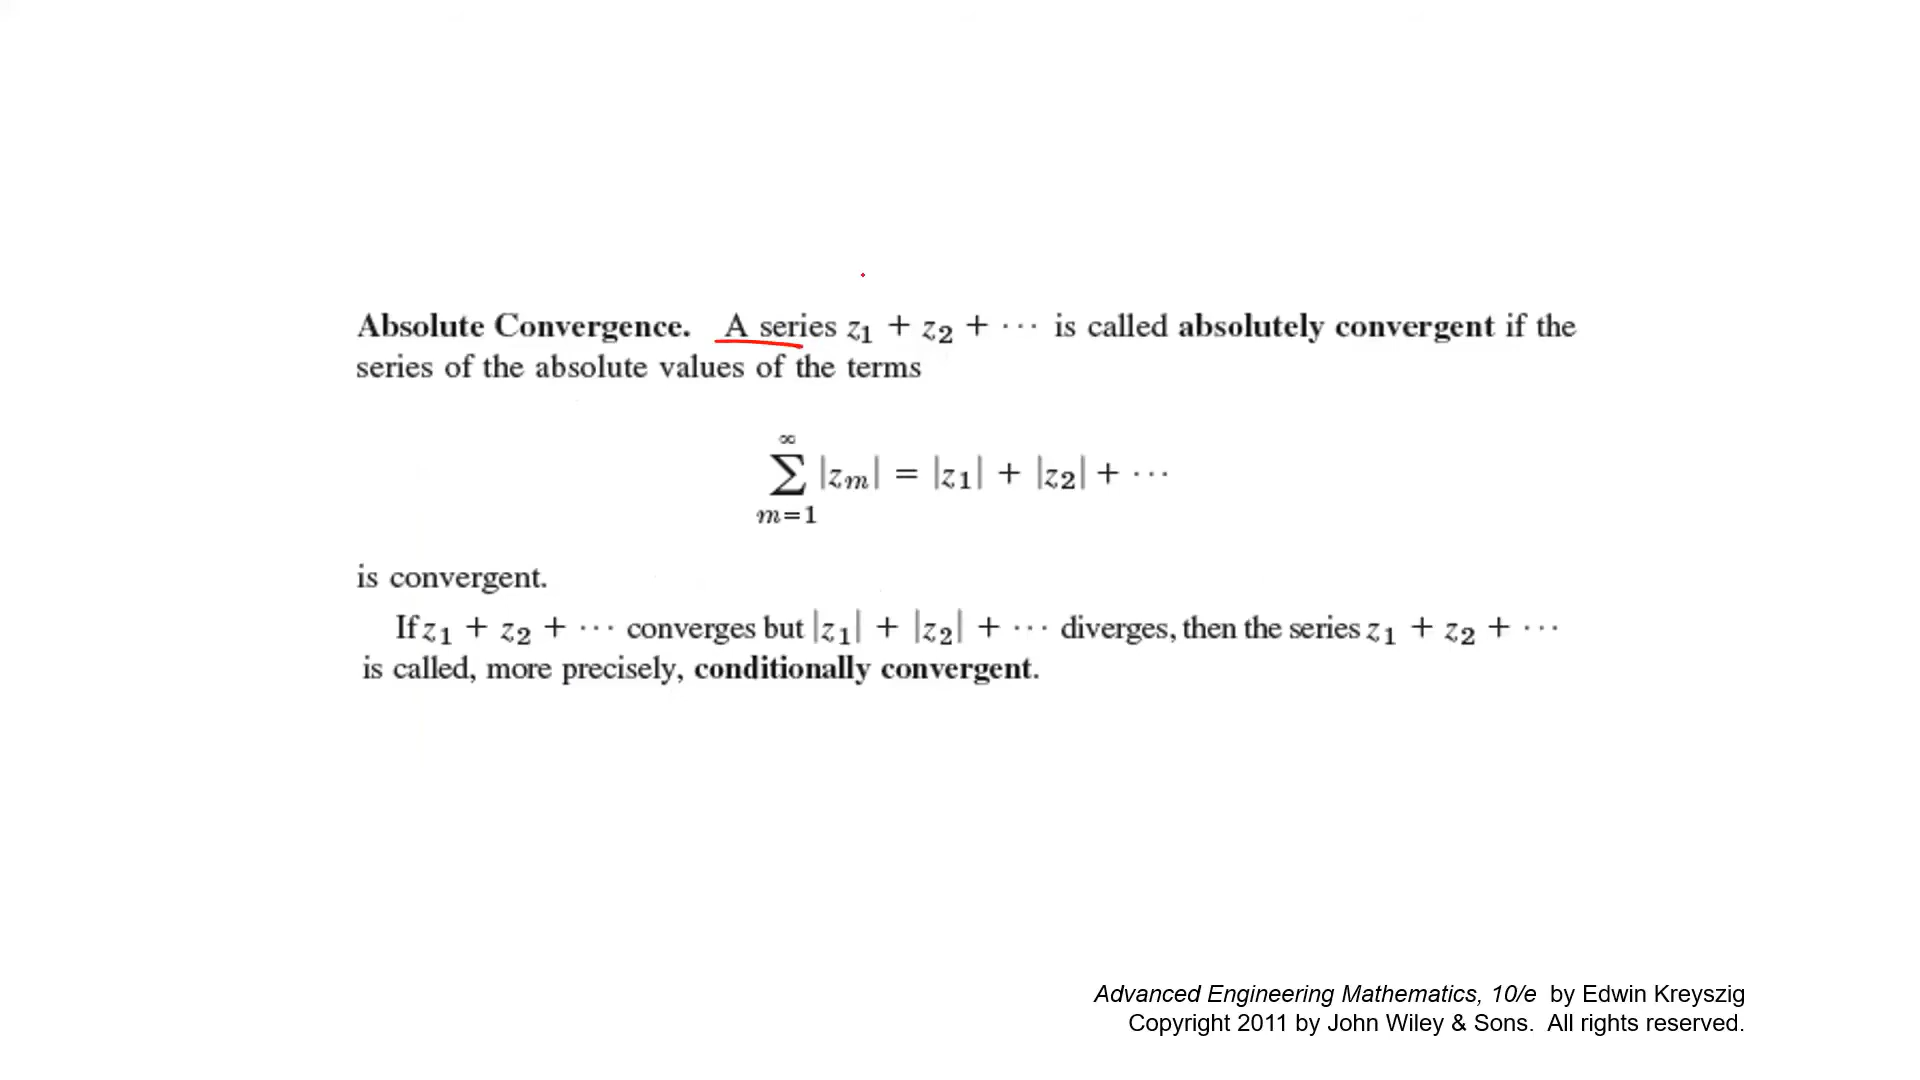 Absolute Convergence. A series z₁ + z₂ + ··· is called absolutely convergent if the
series of the absolute values of the terms
∞
∑ |zₘ| = |z₁| + |z₂| + ···
m=1
is convergent.
If z₁ + z₂ + ··· converges but |z₁| + |z₂| + ··· diverges, then the series z₁ + z₂ + ···
is called, more precisely, conditionally convergent.
Advanced Engineering Mathematics, 10/e by Edwin Kreyszig
Copyright 2011 by John Wiley & Sons. All rights reserved.